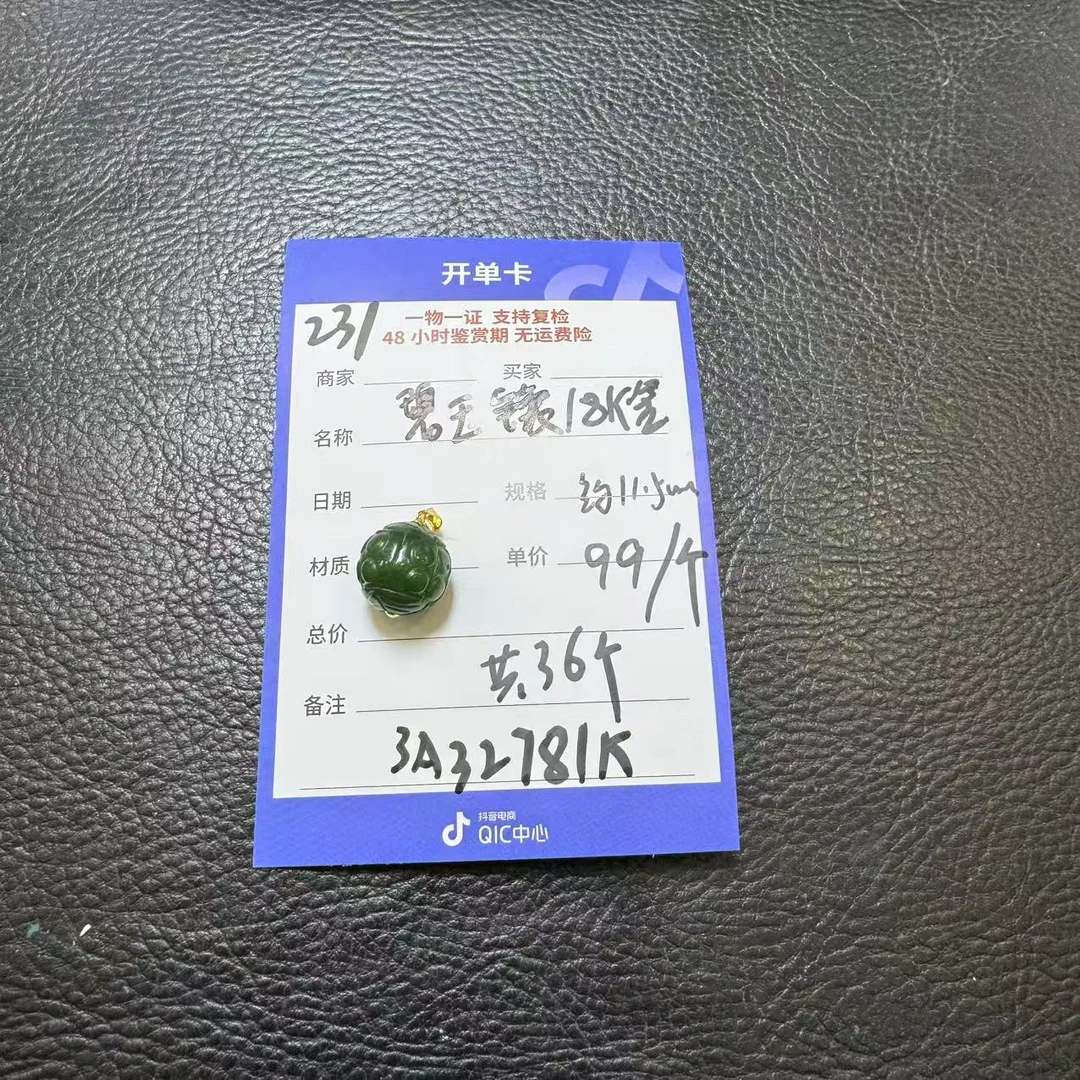 开单卡
231 一物一证 支持复检
48 小时鉴赏期 无运费险
商家 买家
名称 碧玉镶18K金
日期 规格 约11.5mm
材质 单价 99/个
总价
共36个
备注
3A32781K
抖音电商
QIC中心